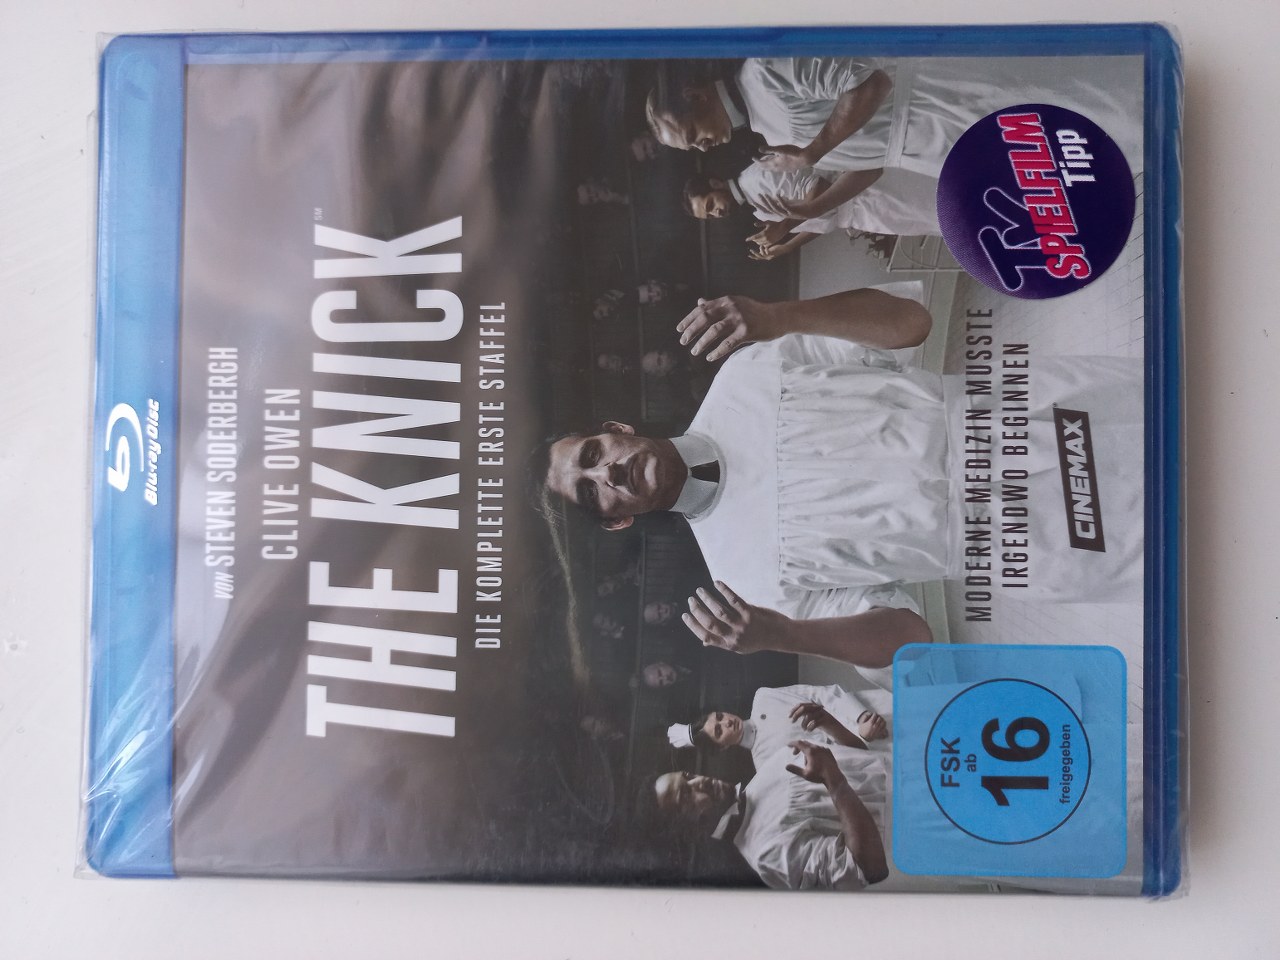 Blu-ray Disc
VON STEVEN SODERBERGH
CLIVE OWEN
THE KNICK℠
DIE KOMPLETTE ERSTE STAFFEL
MODERNE MEDIZIN MUSSTE
IRGENDWO BEGINNEN
CINEMAX®
FSK
ab
16
freigegeben
TV
SPIELFILM
Tipp